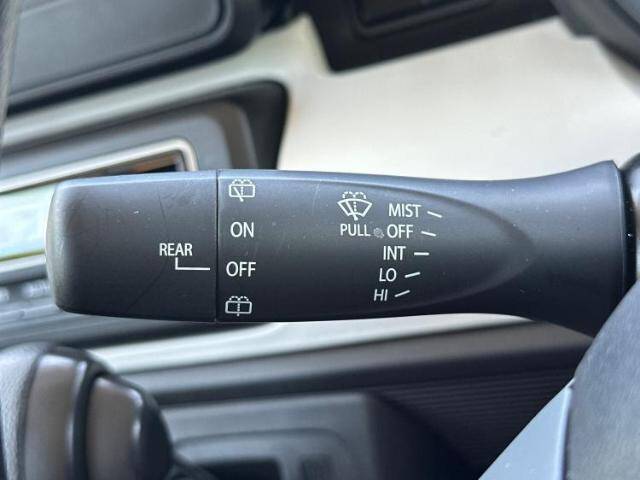 REAR
ON
OFF
MIST
PULL OFF
INT
LO
HI